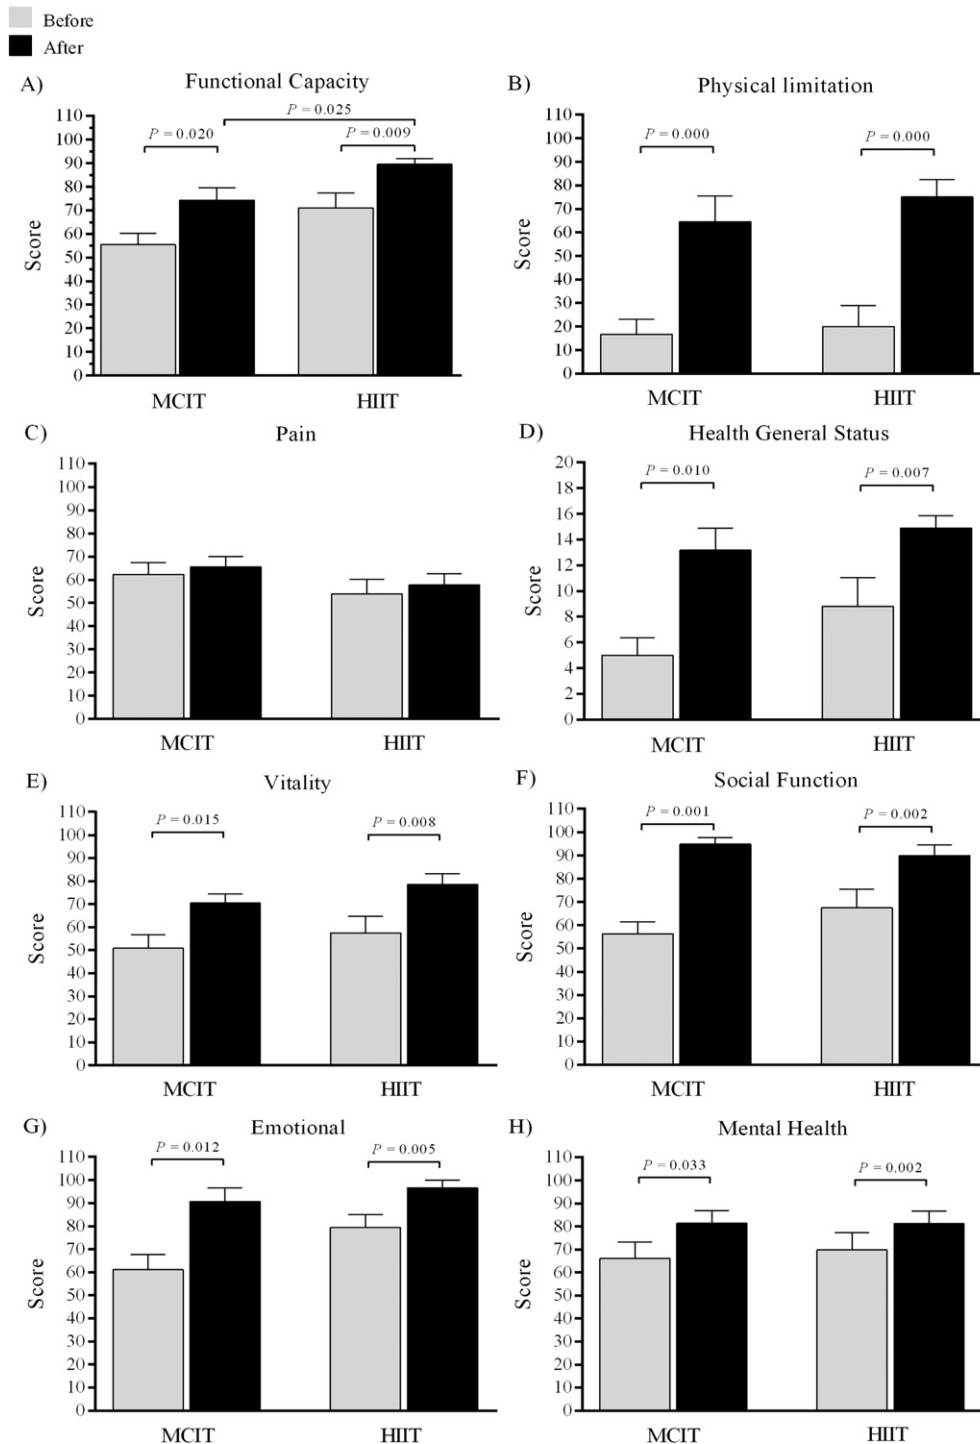 Before
After
A)
Functional Capacity
P = 0.025
P = 0.020
P = 0.009
110
100
90
80
70
60
50
40
30
20
10
0
Score
MCIT
HIIT
B)
Physical limitation
P = 0.000
P = 0.000
110
100
90
80
70
60
50
40
30
20
10
0
Score
MCIT
HIIT
C)
Pain
110
100
90
80
70
60
50
40
30
20
10
0
Score
MCIT
HIIT
D)
Health General Status
P = 0.010
P = 0.007
20
18
16
14
12
10
8
6
4
2
0
Score
MCIT
HIIT
E)
Vitality
P = 0.015
P = 0.008
110
100
90
80
70
60
50
40
30
20
10
0
Score
MCIT
HIIT
F)
Social Function
P = 0.001
P = 0.002
110
100
90
80
70
60
50
40
30
20
10
0
Score
MCIT
HIIT
G)
Emotional
P = 0.012
P = 0.005
110
100
90
80
70
60
50
40
30
20
10
0
Score
MCIT
HIIT
H)
Mental Health
P = 0.033
P = 0.002
110
100
90
80
70
60
50
40
30
20
10
0
Score
MCIT
HIIT